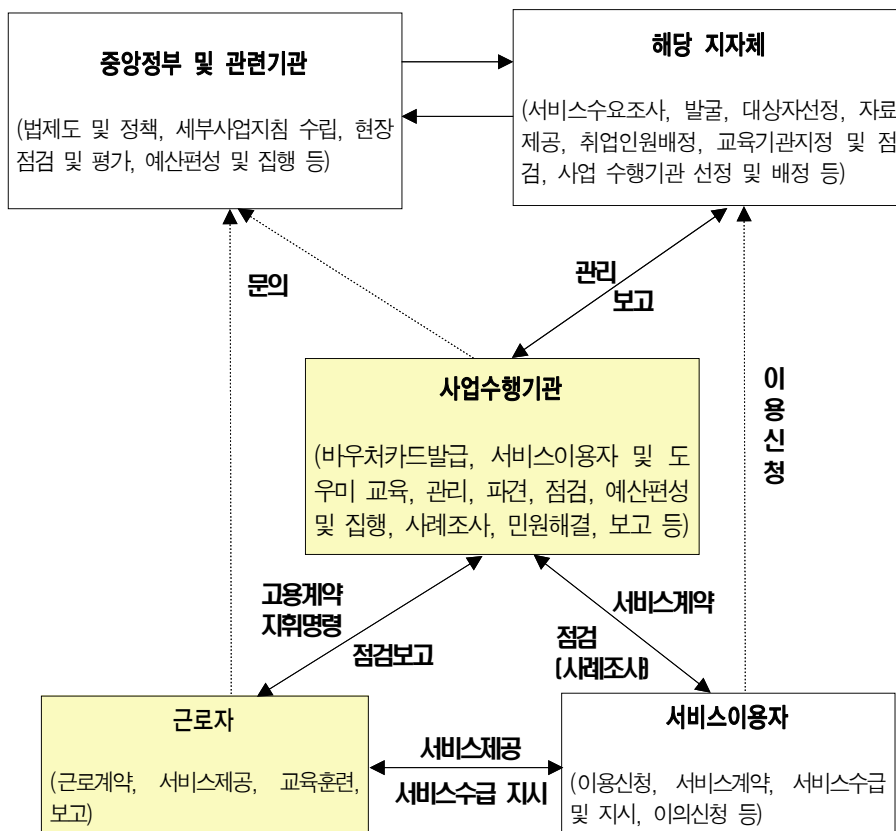 중앙정부 및 관련기관
(법제도 및 정책, 세부사업지침 수립, 현장
점검 및 평가, 예산편성 및 집행 등)
해당 지자체
(서비스수요조사, 발굴, 대상자선정, 자료
제공, 취업인원배정, 교육기관지정 및 점
검, 사업 수행기관 선정 및 배정 등)
문의
관리
보고
이
용
신
청
사업수행기관
(바우처카드발급, 서비스이용자 및 도
우미 교육, 관리, 파견, 점검, 예산편성
및 집행, 사례조사, 민원해결, 보고 등)
고용계약
지휘명령
점검보고
서비스계약
점검
(사례조사)
근로자
(근로계약, 서비스제공, 교육훈련,
보고)
서비스제공
서비스수급 지시
서비스이용자
(이용신청, 서비스계약, 서비스수급
및 지시, 이의신청 등)